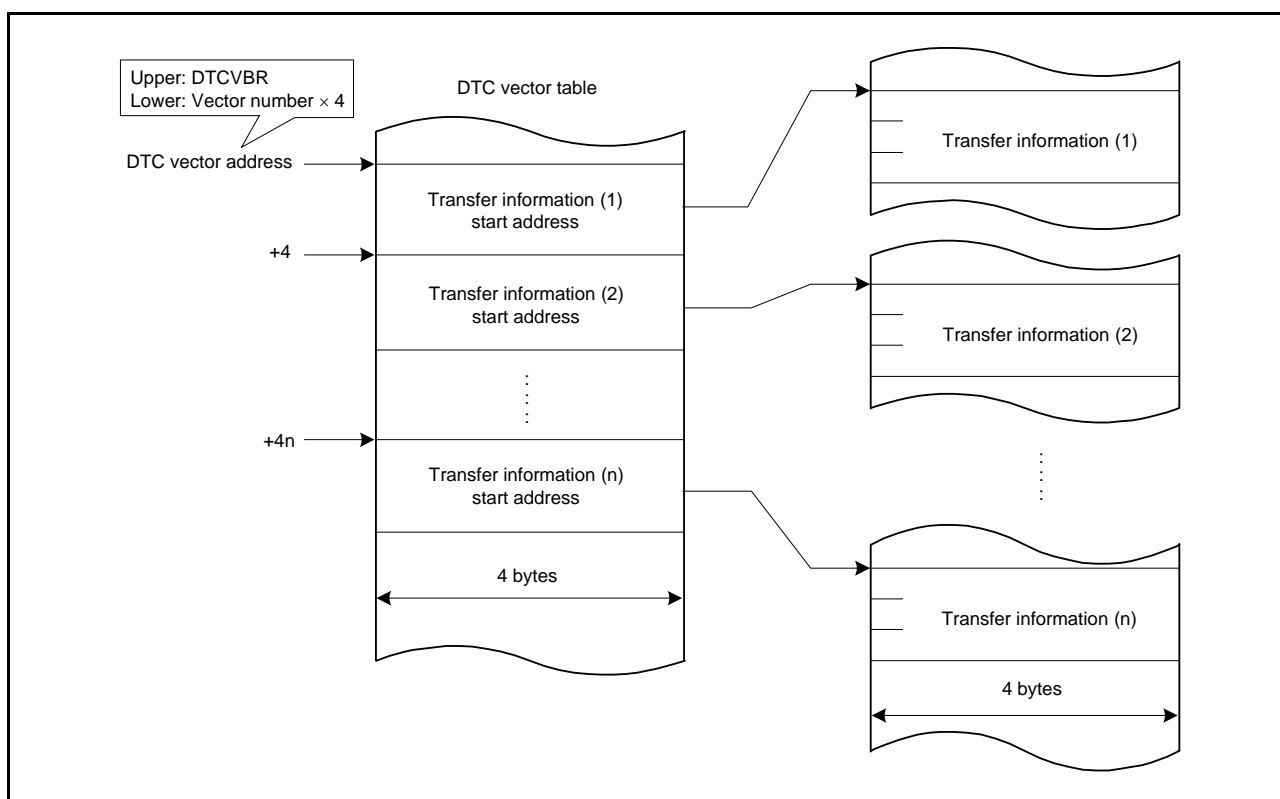 Upper: DTCVBR
Lower: Vector number × 4
DTC vector table
DTC vector address
Transfer information (1)
start address
+4
Transfer information (2)
start address
+4n
Transfer information (n)
start address
4 bytes
Transfer information (1)
Transfer information (2)
Transfer information (n)
4 bytes